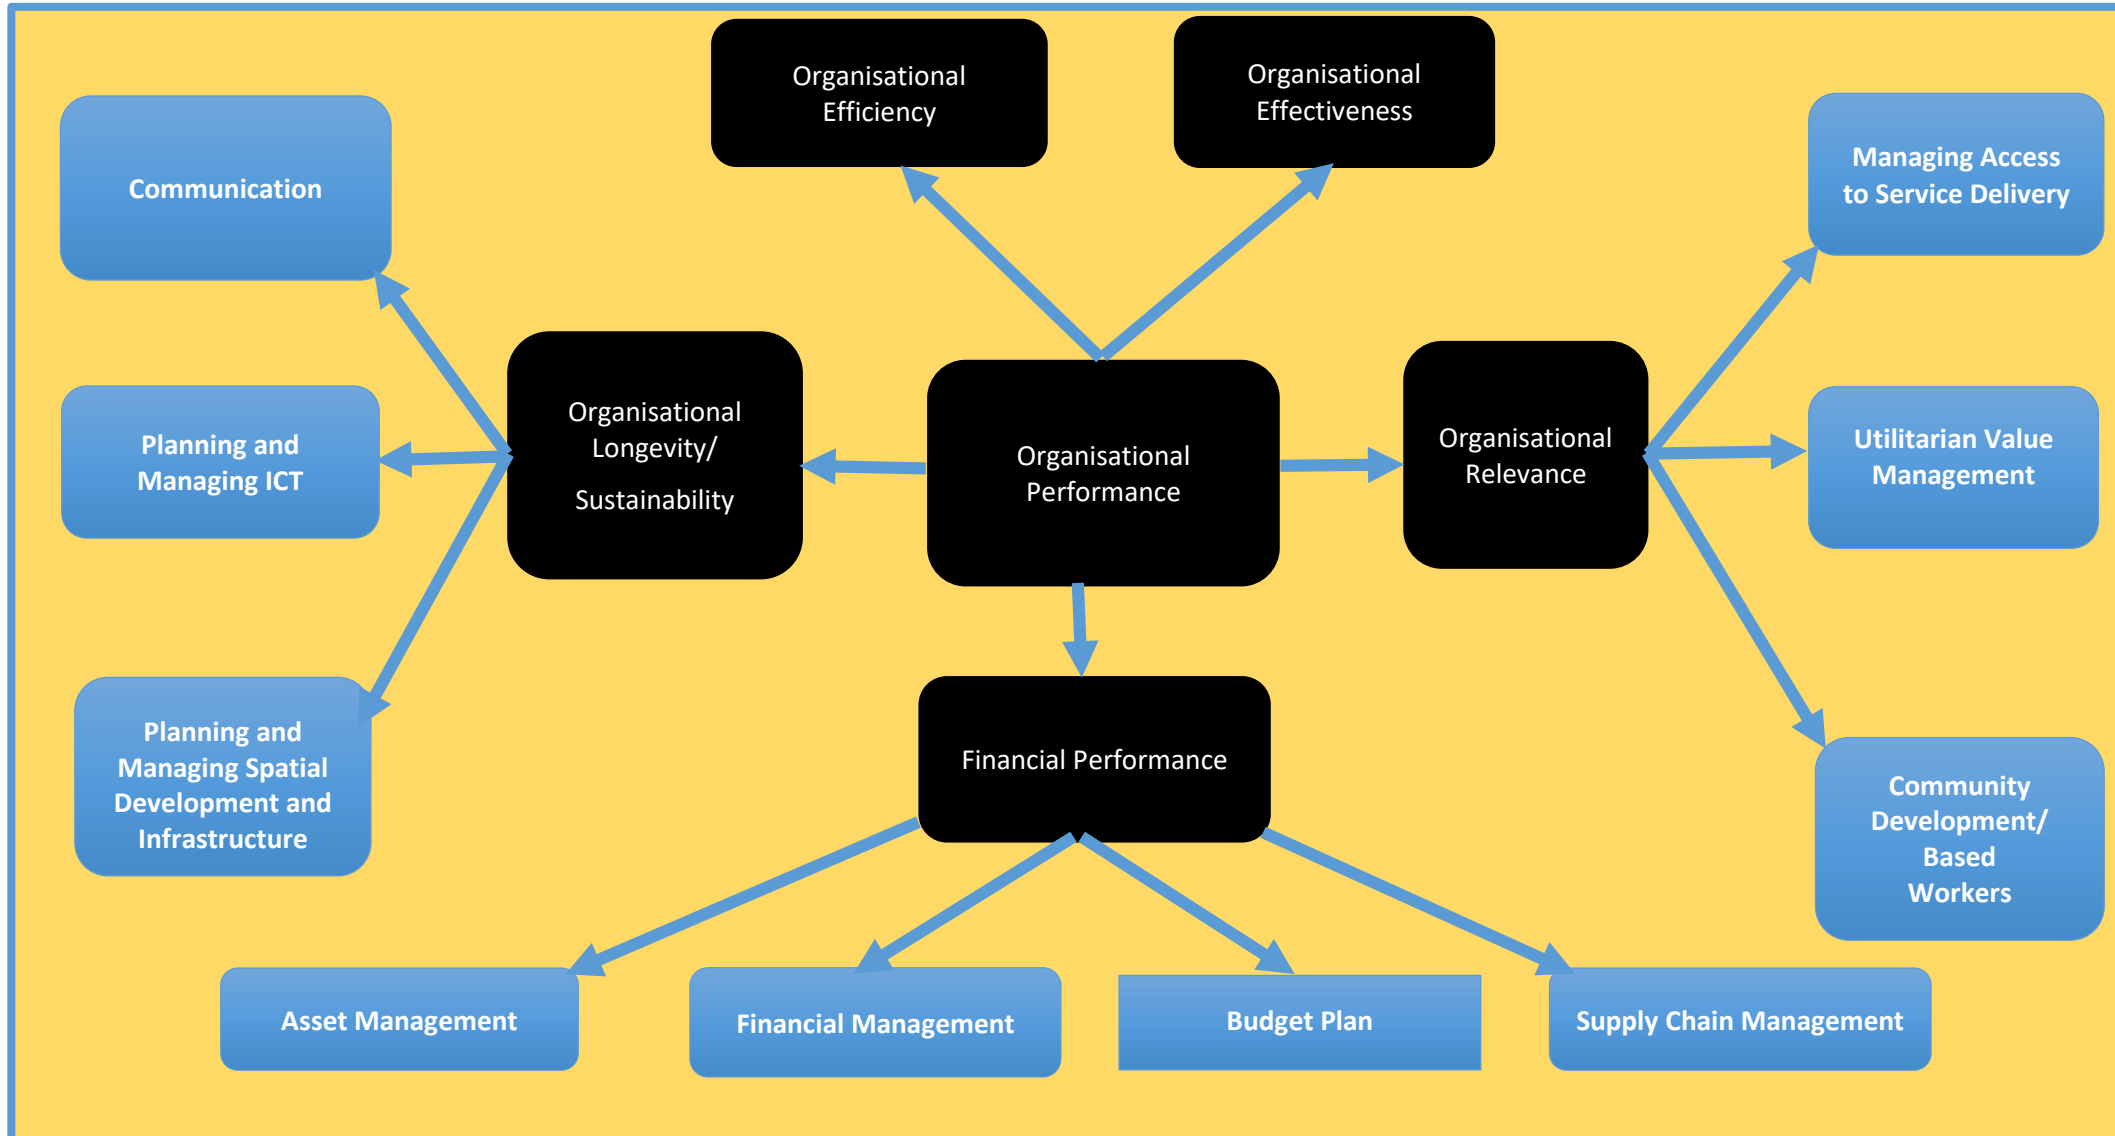 Organisational
Efficiency
Organisational
Effectiveness
Communication
Managing Access
to Service Delivery
Planning and
Managing ICT
Organisational
Longevity/
Sustainability
Organisational
Performance
Organisational
Relevance
Utilitarian Value
Management
Planning and
Managing Spatial
Development and
Infrastructure
Financial Performance
Community
Development/
Based
Workers
Asset Management
Financial Management
Budget Plan
Supply Chain Management